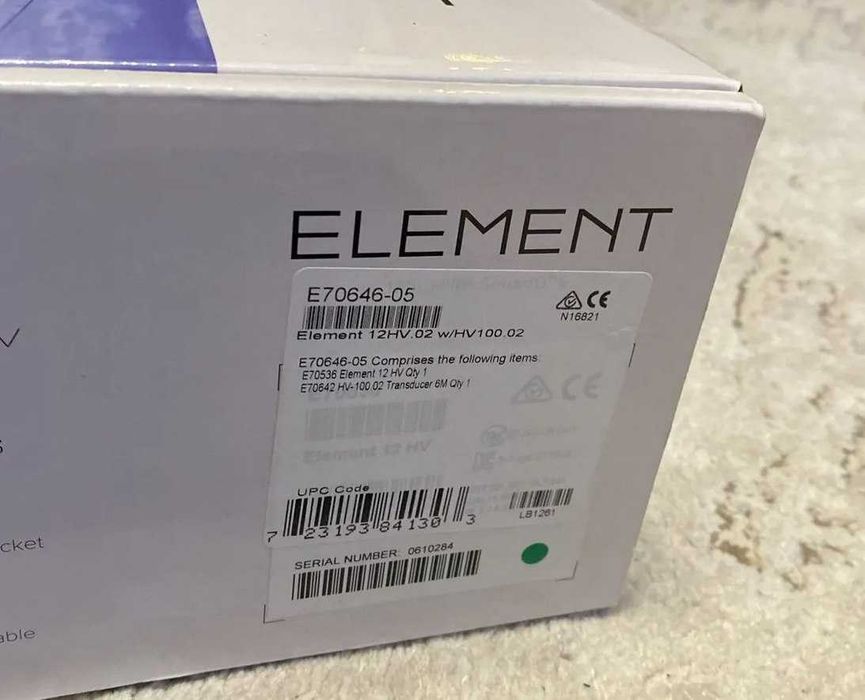 ELEMENT
E70646-05
N16821
Element 12HV.02 w/HV100.02
E70646-05 Comprises the following items:
E70536 Element 12 HV Qty 1
E70642 HV-100.02 Transducer 6M Qty 1
Element 12 HV
UPC Code
7 23193 84130 3
LB1261
SERIAL NUMBER: 0610284
V
cket
able